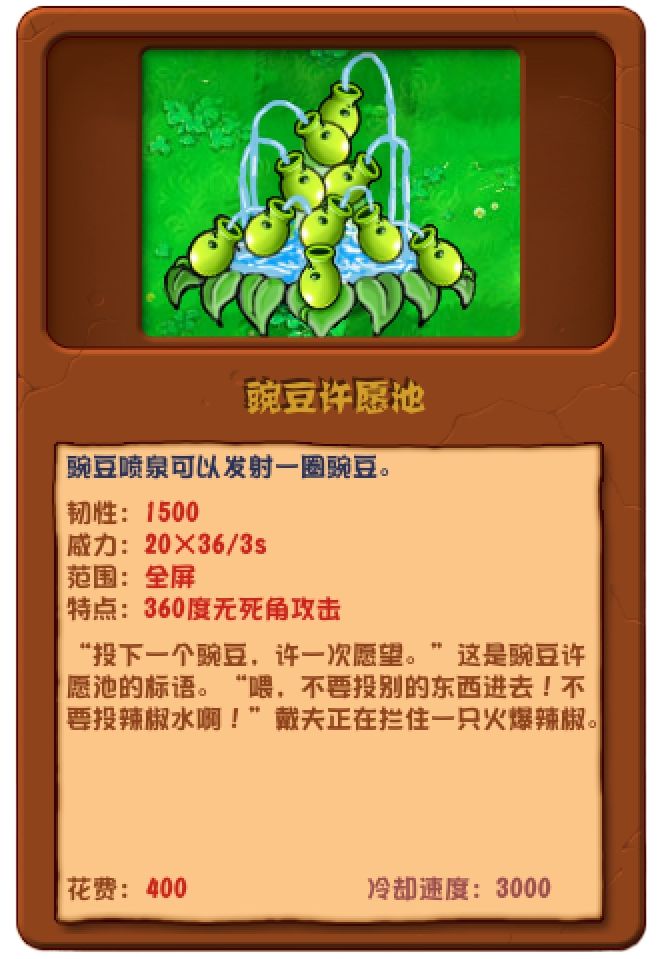 豌豆许愿池
豌豆喷泉可以发射一圈豌豆。
韧性：1500
威力：20×36/3s
范围：全屏
特点：360度无死角攻击
“投下一个豌豆，许一次愿望。”这是豌豆许
愿池的标语。“喂，不要投别的东西进去！不
要投辣椒水啊！”戴夫正在拦住一只火爆辣椒。
花费：400 冷却速度：3000